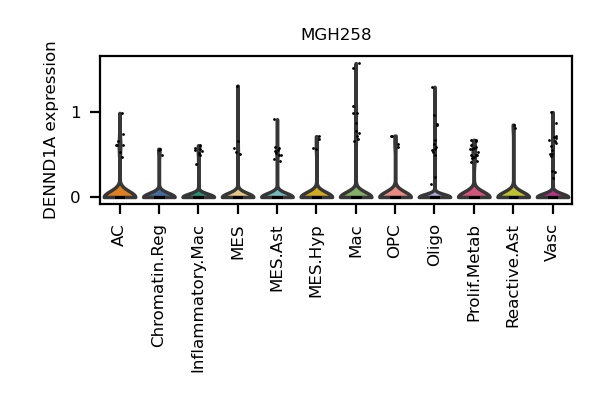 MGH258
DENND1A expression
1
0
AC
Chromatin.Reg
Inflammatory.Mac
MES
MES.Ast
MES.Hyp
Mac
OPC
Oligo
Prolif.Metab
Reactive.Ast
Vasc